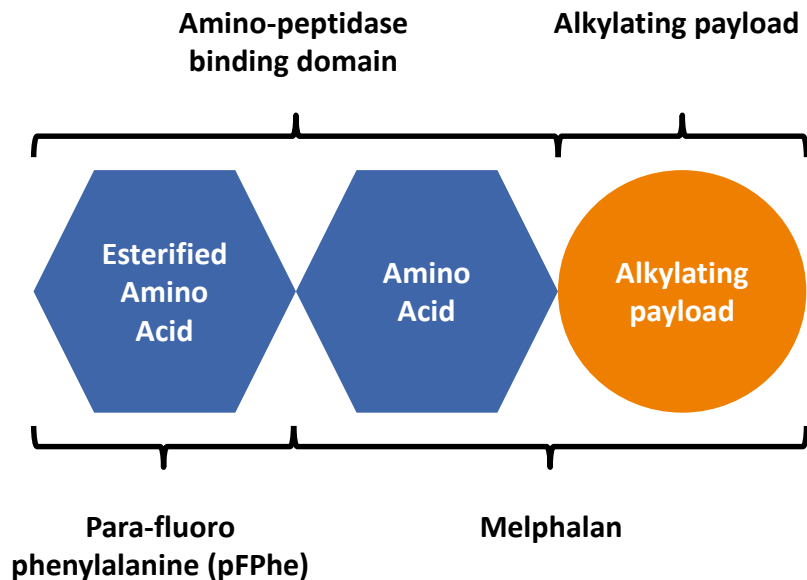 Amino-peptidase
binding domain
Alkylating payload
Esterified
Amino
Acid
Amino
Acid
Alkylating
payload
Para-fluoro
phenylalanine (pFPhe)
Melphalan